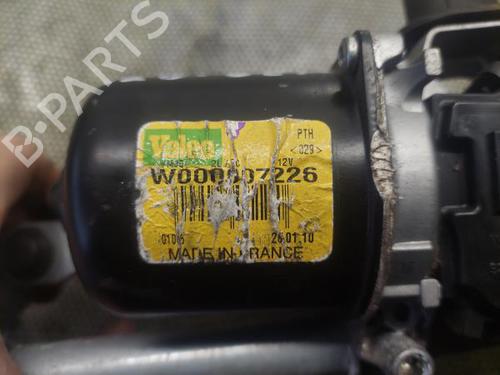 Valeo
PTH
12V
<029>
W000007226
26.01.10
MADE IN FRANCE
B-PARTS